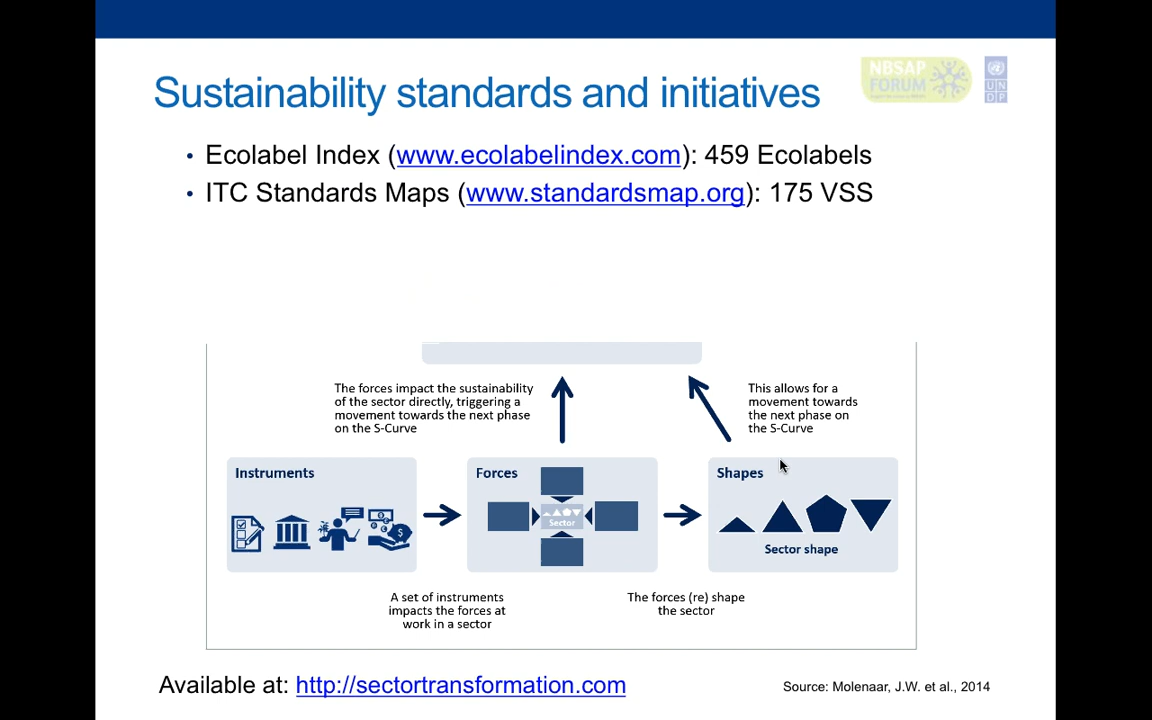 Sustainability standards and initiatives
NBSAP
FORUM
U N
D P
• Ecolabel Index (www.ecolabelindex.com): 459 Ecolabels
• ITC Standards Maps (www.standardsmap.org): 175 VSS
The forces impact the sustainability
of the sector directly, triggering a
movement towards the next phase
on the S-Curve
This allows for a
movement towards
the next phase on
the S-Curve
Instruments
Forces
Sector
Shapes
Sector shape
A set of instruments
impacts the forces at
work in a sector
The forces (re) shape
the sector
Available at: http://sectortransformation.com
Source: Molenaar, J.W. et al., 2014